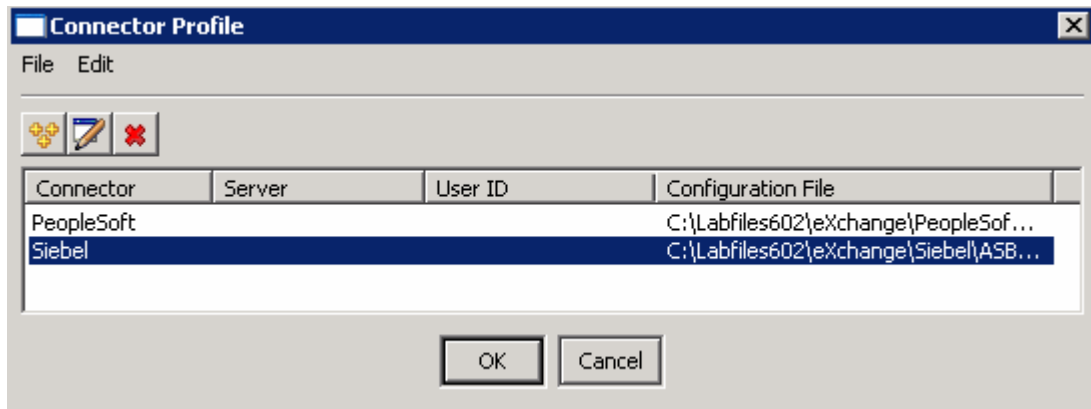 Connector Profile
File Edit
Connector Server User ID Configuration File
PeopleSoft C:\Labfiles602\eXchange\PeopleSof...
Siebel C:\Labfiles602\eXchange\Siebel\ASB...
OK Cancel